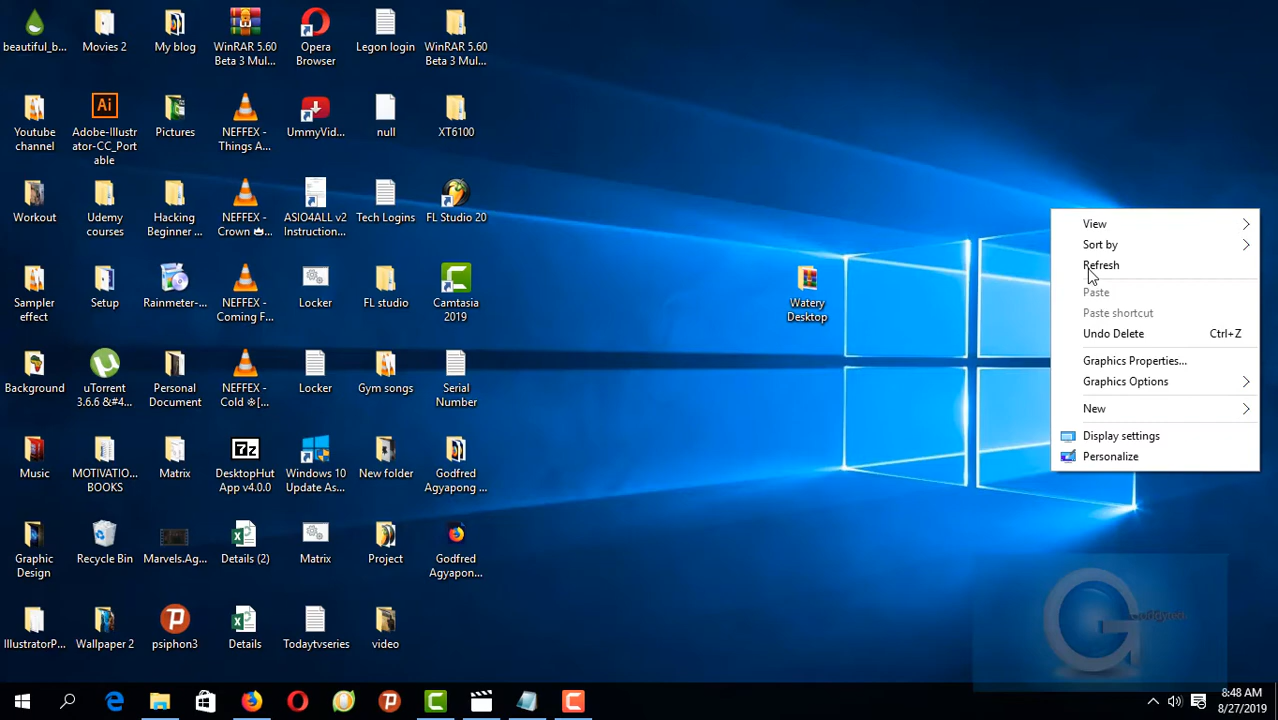 beautiful_b...
Movies 2
My blog
WinRAR 5.60
Beta 3 Mul...
Opera
Browser
Legon login
WinRAR 5.60
Beta 3 Mul...
Youtube
channel
Ai
Adobe-Illustr
ator-CC_Port
able
Pictures
NEFFEX -
Things A...
UmmyVid...
null
XT6100
Workout
Udemy
courses
Hacking
Beginner ...
NEFFEX -
Crown 👑...
ASIO4ALL v2
Instruction...
Tech Logins
FL Studio 20
Sampler
effect
Setup
Rainmeter-...
NEFFEX -
Coming F...
Locker
FL studio
Camtasia
2019
Watery
Desktop
Background
uTorrent
3.6.6 &#4...
Personal
Document
NEFFEX -
Cold ❄[...
Locker
Gym songs
Serial
Number
Music
MOTIVATIO...
BOOKS
Matrix
7z
DesktopHut
App v4.0.0
Windows 10
Update As...
New folder
Godfred
Agyapong ...
Graphic
Design
Recycle Bin
Marvels.Ag...
Details (2)
Matrix
Project
Godfred
Agyapon...
IllustratorP...
Wallpaper 2
psiphon3
Details
Todaytvseries
video
View
Sort by
Refresh
Paste
Paste shortcut
Undo Delete Ctrl+Z
Graphics Properties...
Graphics Options
New
Display settings
Personalize
8:48 AM
8/27/2019